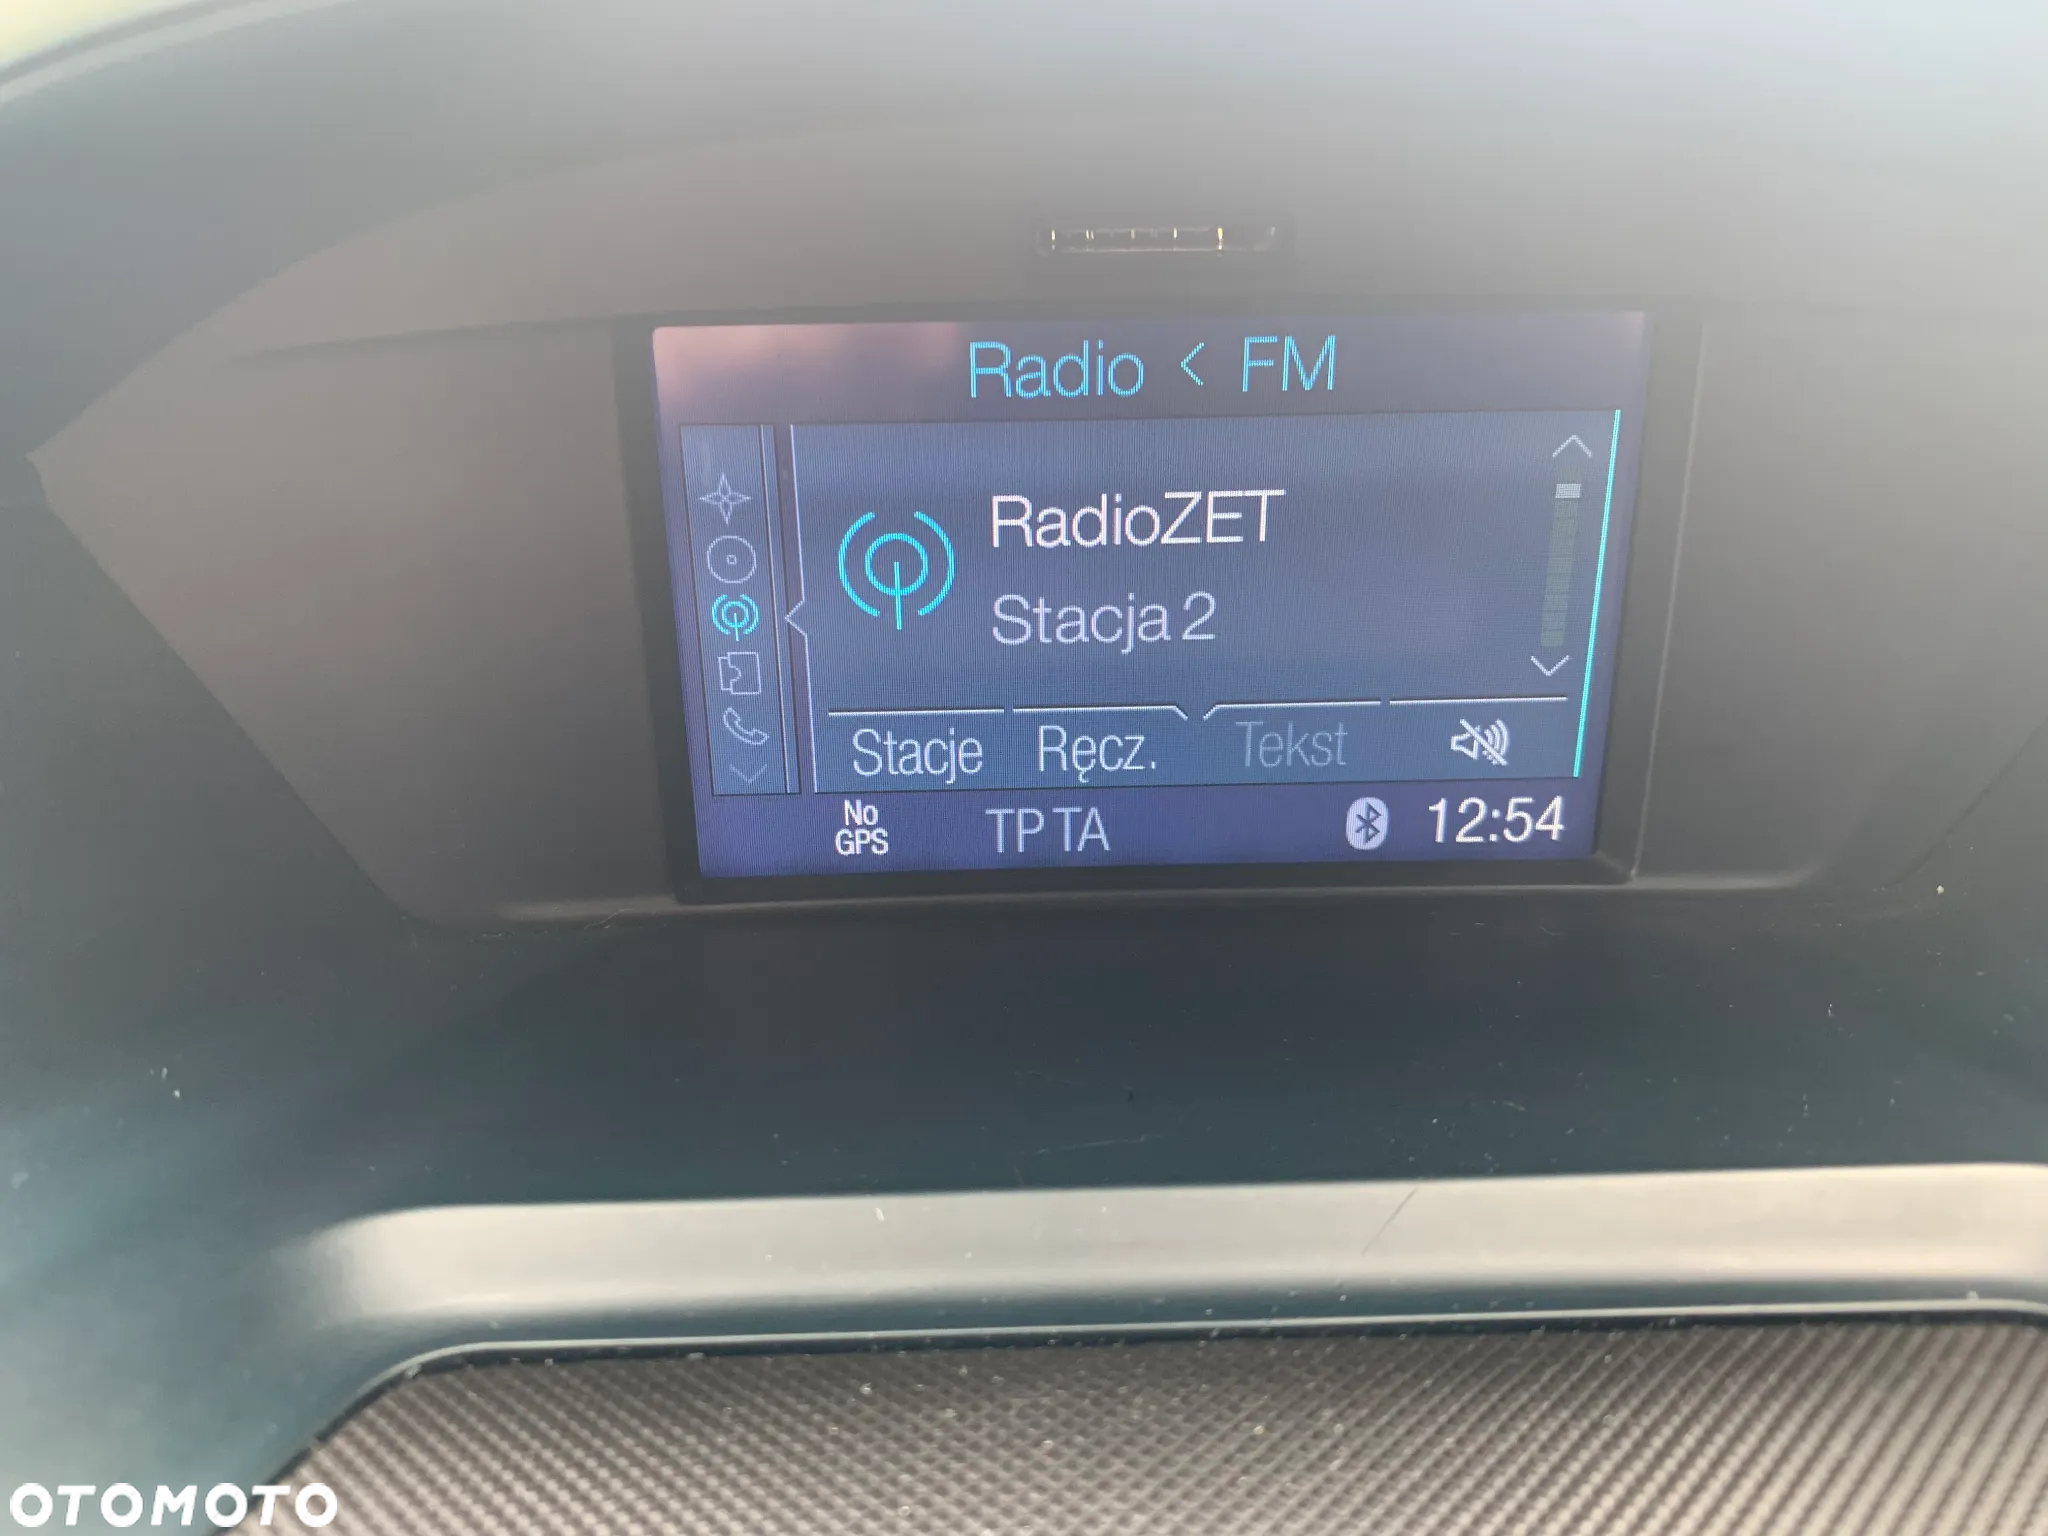 Radio < FM
RadioZET
Stacja 2
Stacje Ręcz. Tekst
No GPS TP TA 12:54
OTOMOTO